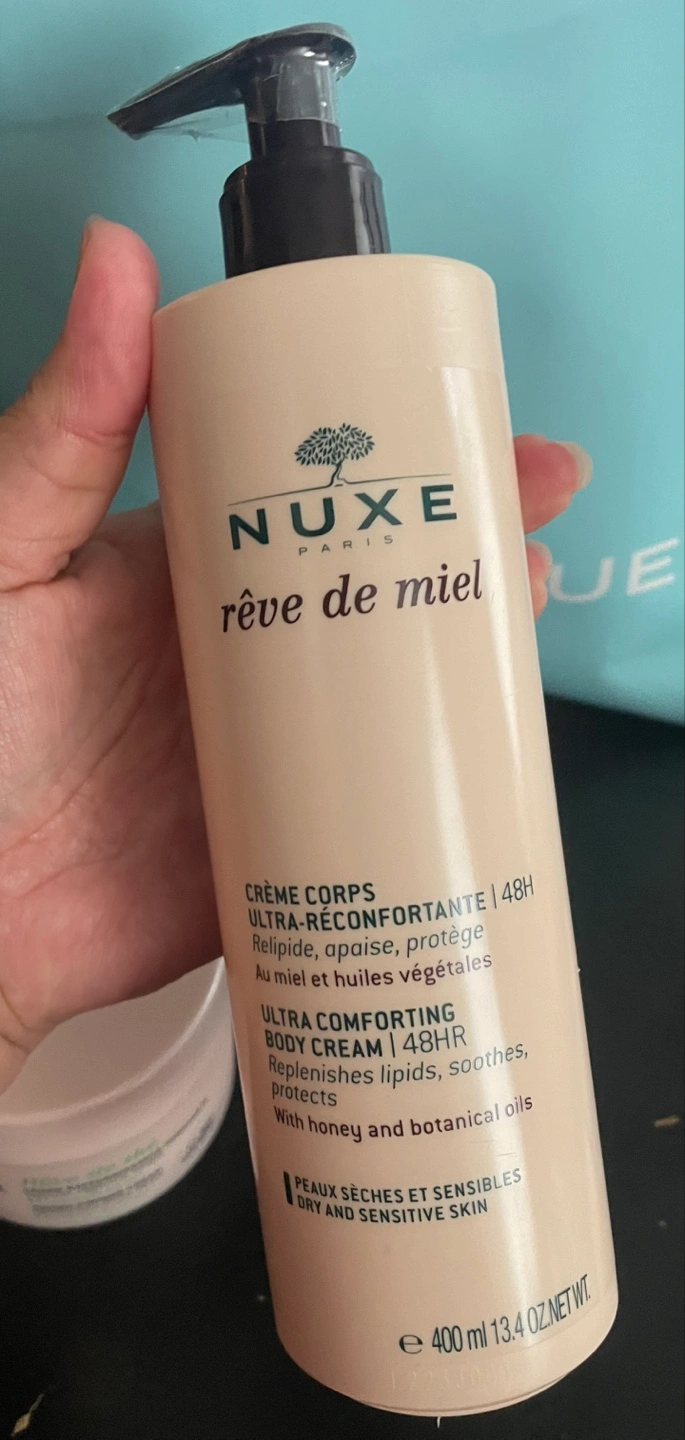 NUXE
PARIS
rêve de miel
CRÈME CORPS
ULTRA-RÉCONFORTANTE | 48H
Relipide, apaise, protège
Au miel et huiles végétales
ULTRA COMFORTING
BODY CREAM | 48HR
Replenishes lipids, soothes,
protects
With honey and botanical oils
PEAUX SÈCHES ET SENSIBLES
DRY AND SENSITIVE SKIN
e 400 ml 13.4 OZ.NET WT.
UE